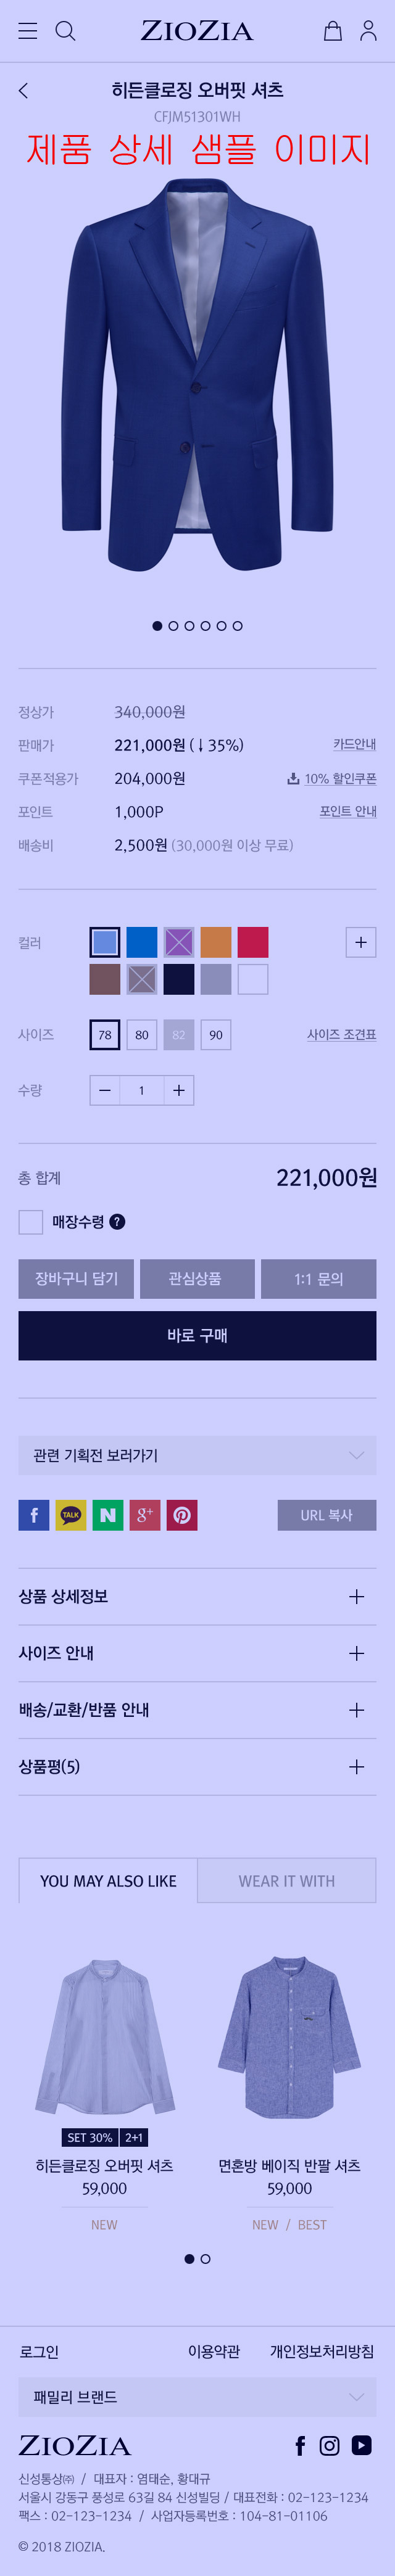 ZIOZIA
히든클로징 오버핏 셔츠
CFJM51301WH
제품 상세 샘플 이미지
정상가 340,000원
판매가 221,000원 (↓35%) 카드안내
쿠폰적용가 204,000원 10% 할인쿠폰
포인트 1,000P 포인트 안내
배송비 2,500원 (30,000원 이상 무료)
컬러 +
사이즈 78 80 82 90 사이즈 조견표
수량 − 1 +
총 합계 221,000원
매장수령 ?
장바구니 담기 관심상품 1:1 문의
바로 구매
관련 기획전 보러가기
f TALK N g+ URL 복사
상품 상세정보 +
사이즈 안내 +
배송/교환/반품 안내 +
상품평(5) +
YOU MAY ALSO LIKE WEAR IT WITH
SET 30% 2+1
히든클로징 오버핏 셔츠 면혼방 베이직 반팔 셔츠
59,000 59,000
NEW NEW / BEST
로그인 이용약관 개인정보처리방침
패밀리 브랜드
ZIOZIA f
신성통상㈜ / 대표자 : 염태순, 황대규
서울시 강동구 풍성로 63길 84 신성빌딩 / 대표전화 : 02-123-1234
팩스 : 02-123-1234 / 사업자등록번호 : 104-81-01106
© 2018 ZIOZIA.